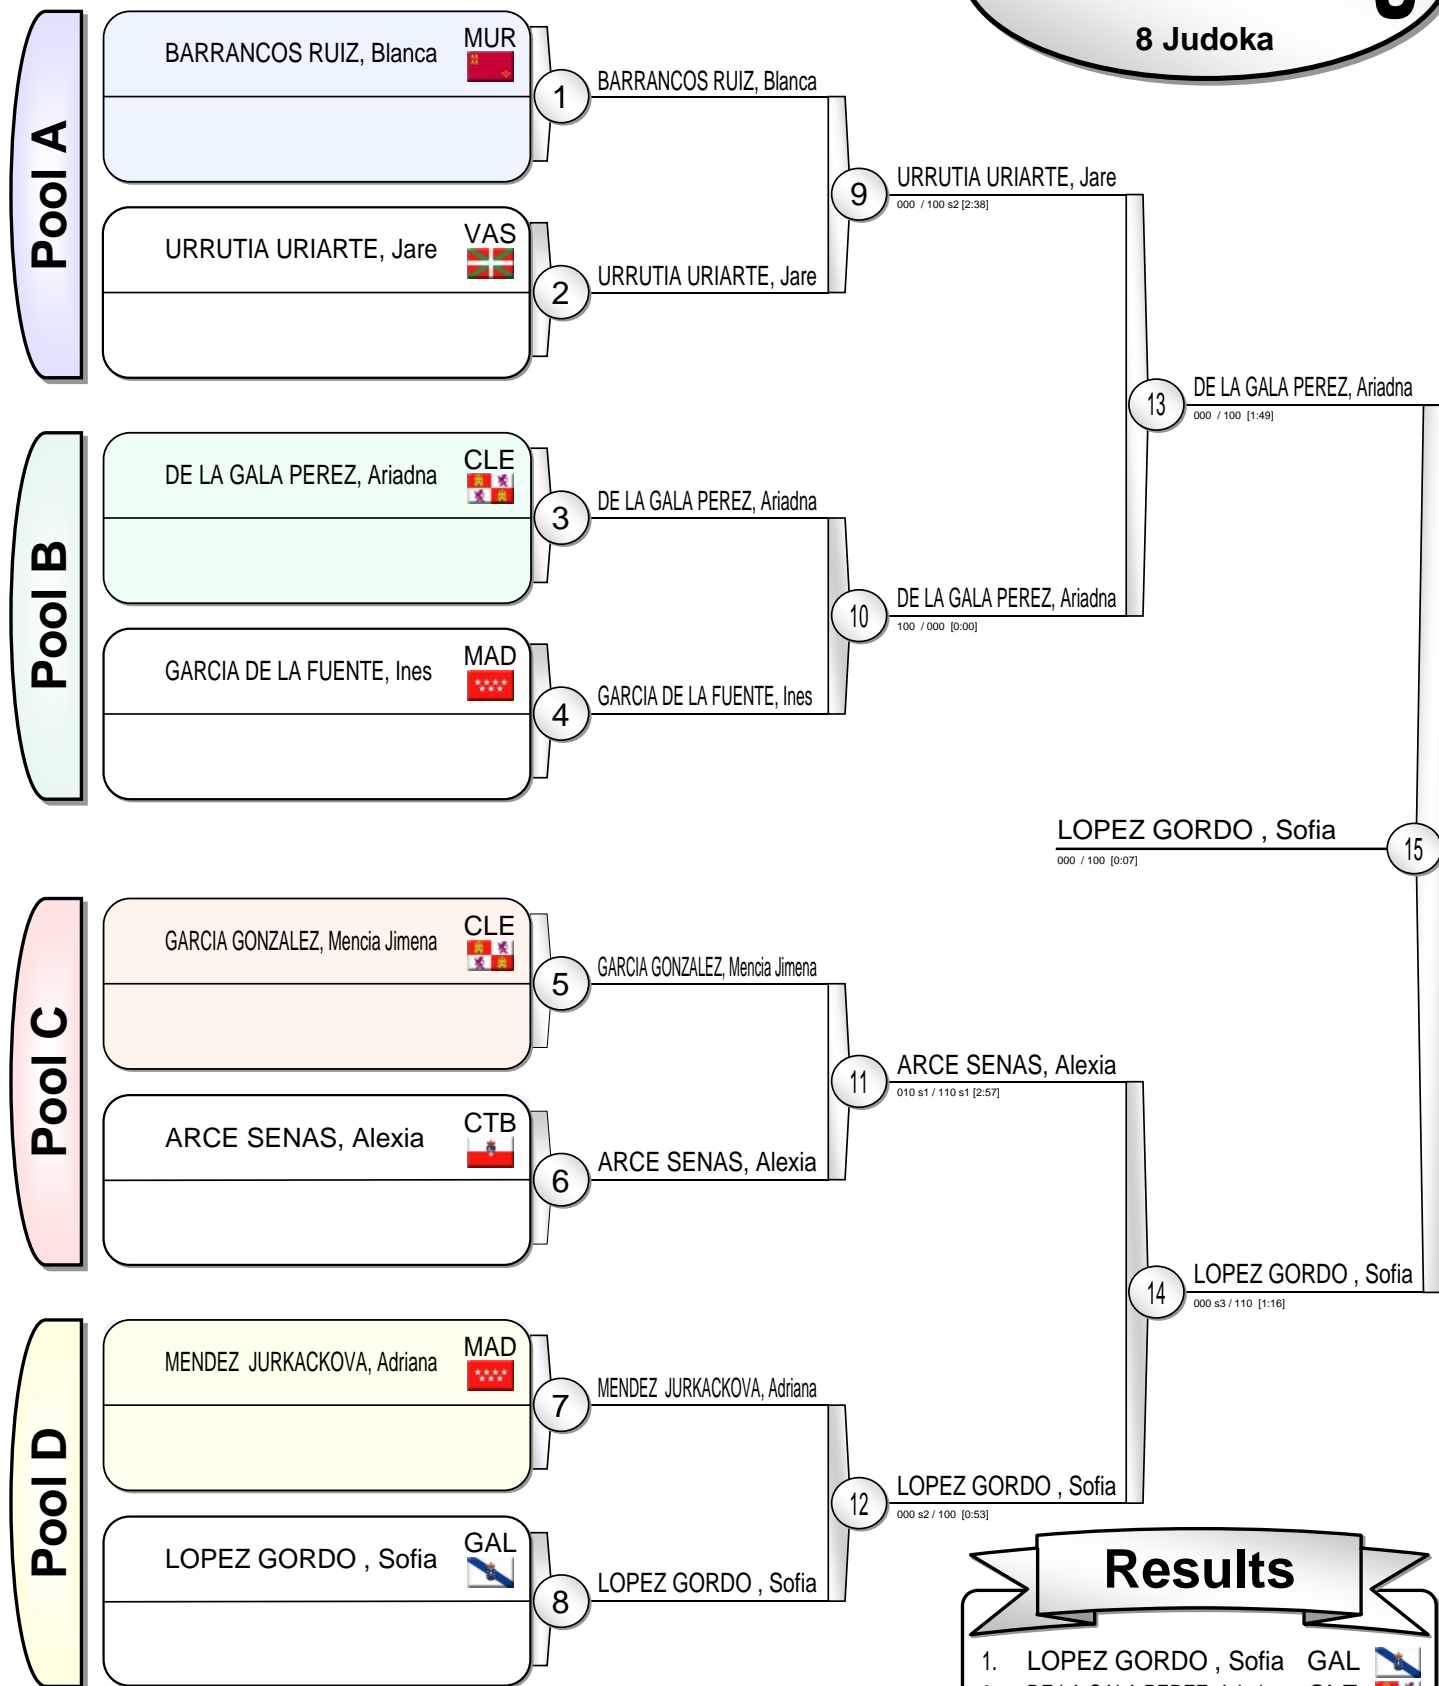 8 Judoka
Pool A
BARRANCOS RUIZ, Blanca
MUR
1
BARRANCOS RUIZ, Blanca
URRUTIA URIARTE, Jare
VAS
2
URRUTIA URIARTE, Jare
9
URRUTIA URIARTE, Jare
000 / 100 s2 [2:38]
Pool B
DE LA GALA PEREZ, Ariadna
CLE
3
DE LA GALA PEREZ, Ariadna
GARCIA DE LA FUENTE, Ines
MAD
4
GARCIA DE LA FUENTE, Ines
10
DE LA GALA PEREZ, Ariadna
100 / 000 [0:00]
13
DE LA GALA PEREZ, Ariadna
000 / 100 [1:49]
LOPEZ GORDO , Sofia
000 / 100 [0:07]
15
Pool C
GARCIA GONZALEZ, Mencia Jimena
CLE
5
GARCIA GONZALEZ, Mencia Jimena
ARCE SENAS, Alexia
CTB
6
ARCE SENAS, Alexia
11
ARCE SENAS, Alexia
010 s1 / 110 s1 [2:57]
14
LOPEZ GORDO , Sofia
000 s3 / 110 [1:16]
Pool D
MENDEZ JURKACKOVA, Adriana
MAD
7
MENDEZ JURKACKOVA, Adriana
LOPEZ GORDO , Sofia
GAL
8
LOPEZ GORDO , Sofia
12
LOPEZ GORDO , Sofia
000 s2 / 100 [0:53]
Results
1. LOPEZ GORDO , Sofia GAL